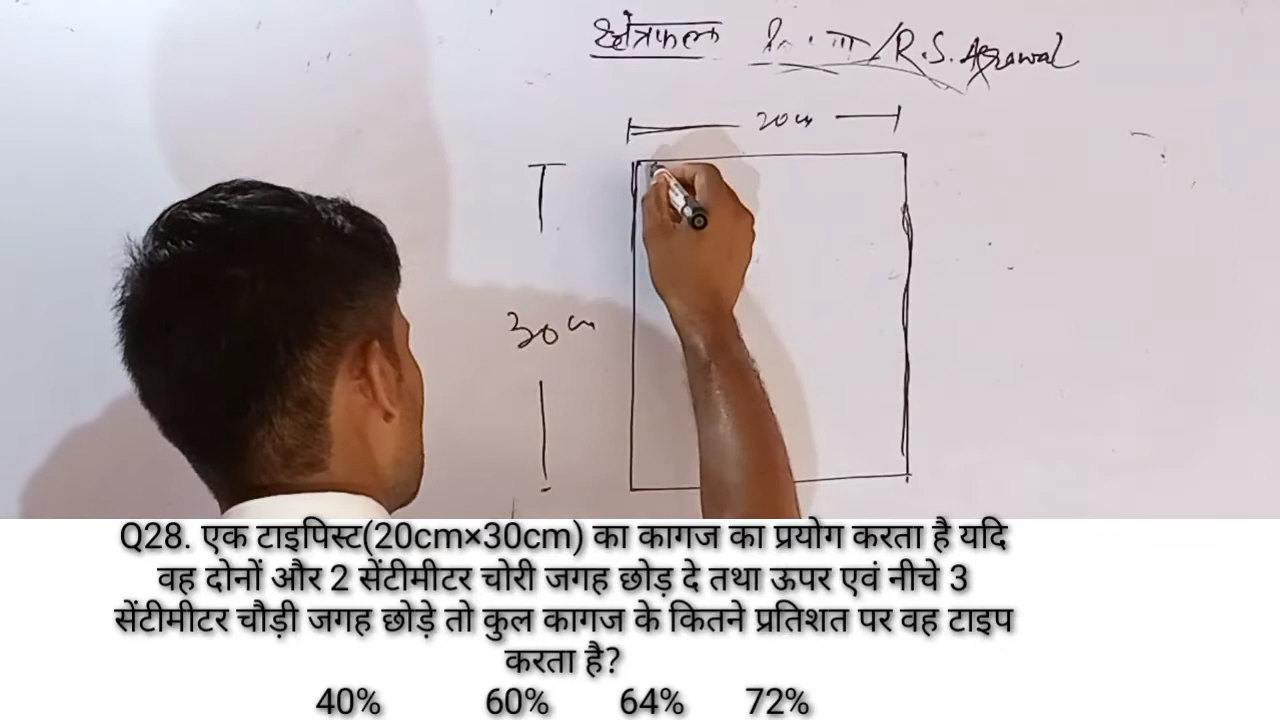 क्षेत्रफल /R.S. Agrawal
20cm
30cm
Q28. एक टाइपिस्ट(20cm×30cm) का कागज का प्रयोग करता है यदि
वह दोनों और 2 सेंटीमीटर चोरी जगह छोड़ दे तथा ऊपर एवं नीचे 3
सेंटीमीटर चौड़ी जगह छोड़े तो कुल कागज के कितने प्रतिशत पर वह टाइप
करता है?
40% 60% 64% 72%